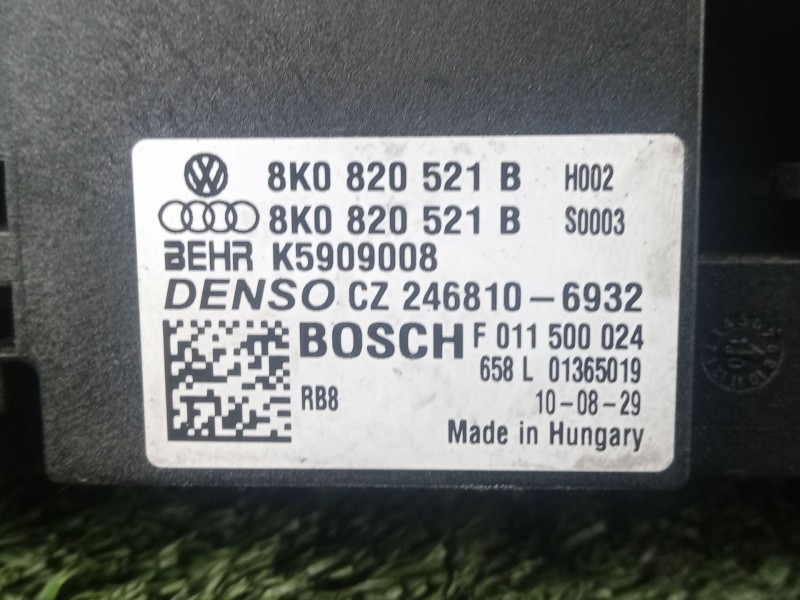 8K0 820 521 B H002
8K0 820 521 B S0003
BEHR K5909008
DENSO CZ 246810-6932
BOSCH F 011 500 024
658 L 01365019
RB8 10-08-29
Made in Hungary